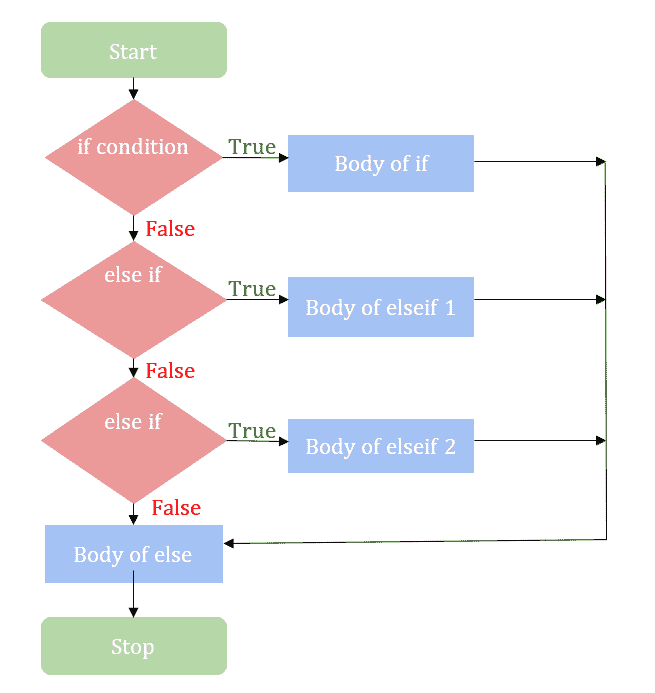 Start
if condition
True
Body of if
False
else if
True
Body of elseif 1
False
else if
True
Body of elseif 2
False
Body of else
Stop